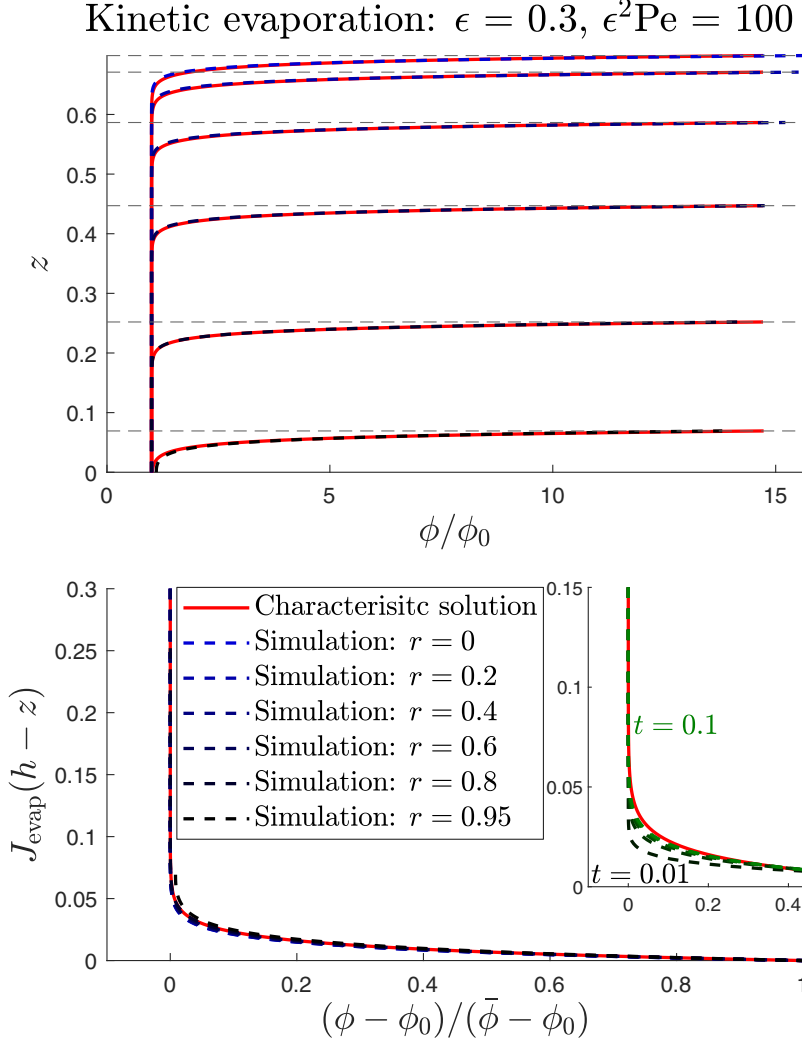 Kinetic evaporation: ϵ = 0.3, ϵ²Pe = 100
z
0.6
0.5
0.4
0.3
0.2
0.1
0
0 5 10 15
ϕ/ϕ₀
J_evap(h − z)
0.3
0.25
0.2
0.15
0.1
0.05
0
Characterisitc solution
Simulation: r = 0
Simulation: r = 0.2
Simulation: r = 0.4
Simulation: r = 0.6
Simulation: r = 0.8
Simulation: r = 0.95
0.15
0.1
0.05
0
t = 0.1
t = 0.01
0 0.2 0.4
0 0.2 0.4 0.6 0.8 1
(ϕ − ϕ₀)/(ϕ̄ − ϕ₀)